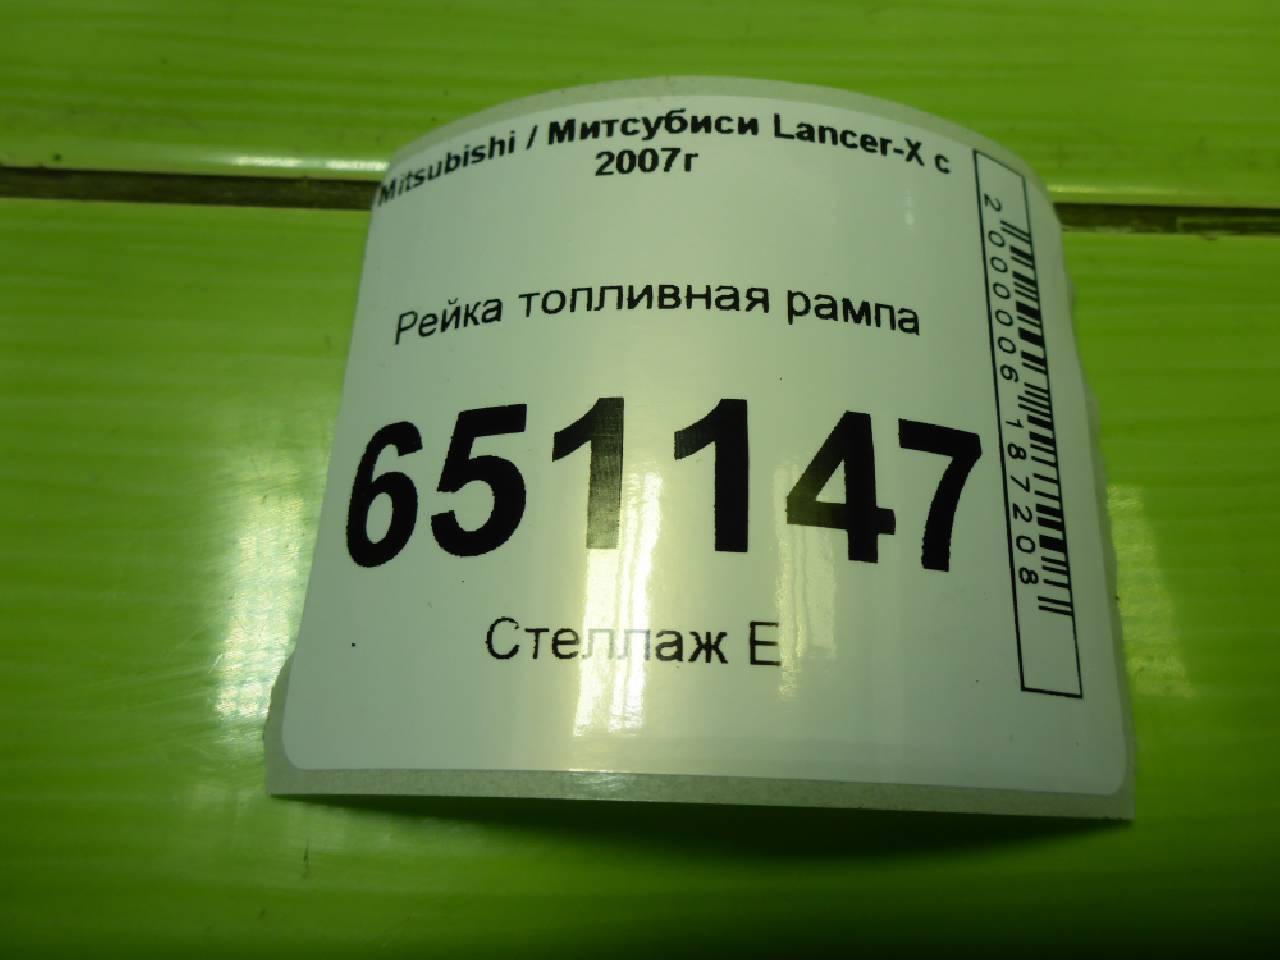 Mitsubishi / Митсубиси Lancer-X с
2007г
Рейка топливная рампа
651147
Стеллаж Е
2000006187208